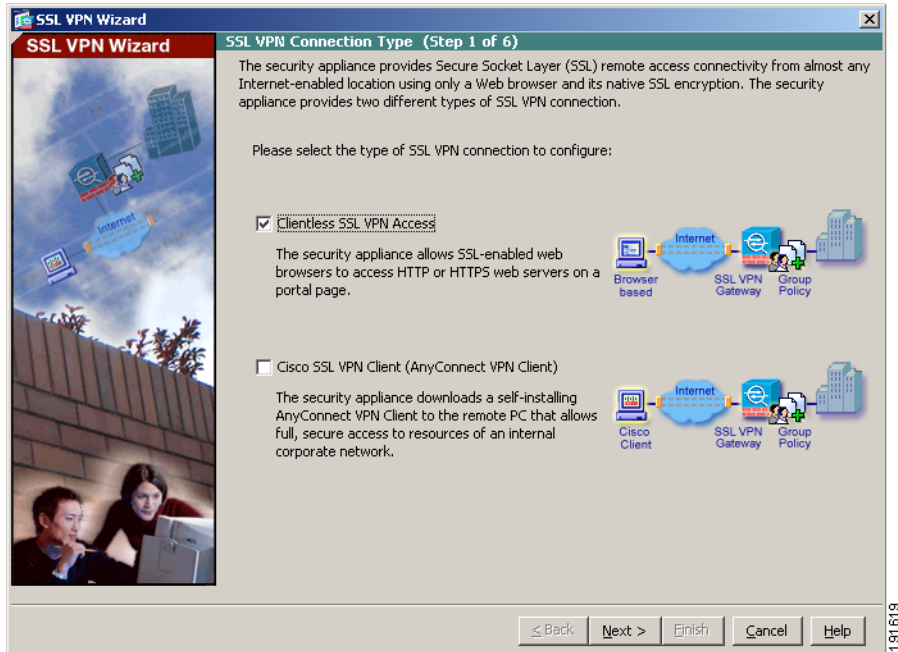 SSL VPN Wizard
SSL VPN Wizard
SSL VPN Connection Type (Step 1 of 6)
The security appliance provides Secure Socket Layer (SSL) remote access connectivity from almost any
Internet-enabled location using only a Web browser and its native SSL encryption. The security
appliance provides two different types of SSL VPN connection.
Please select the type of SSL VPN connection to configure:
Internet
Clientless SSL VPN Access
The security appliance allows SSL-enabled web
browsers to access HTTP or HTTPS web servers on a
portal page.
Internet
Browser based
SSL VPN Gateway
Group Policy
Cisco SSL VPN Client (AnyConnect VPN Client)
The security appliance downloads a self-installing
AnyConnect VPN Client to the remote PC that allows
full, secure access to resources of an internal
corporate network.
Internet
Cisco Client
SSL VPN Gateway
Group Policy
< Back
Next >
Finish
Cancel
Help
191619